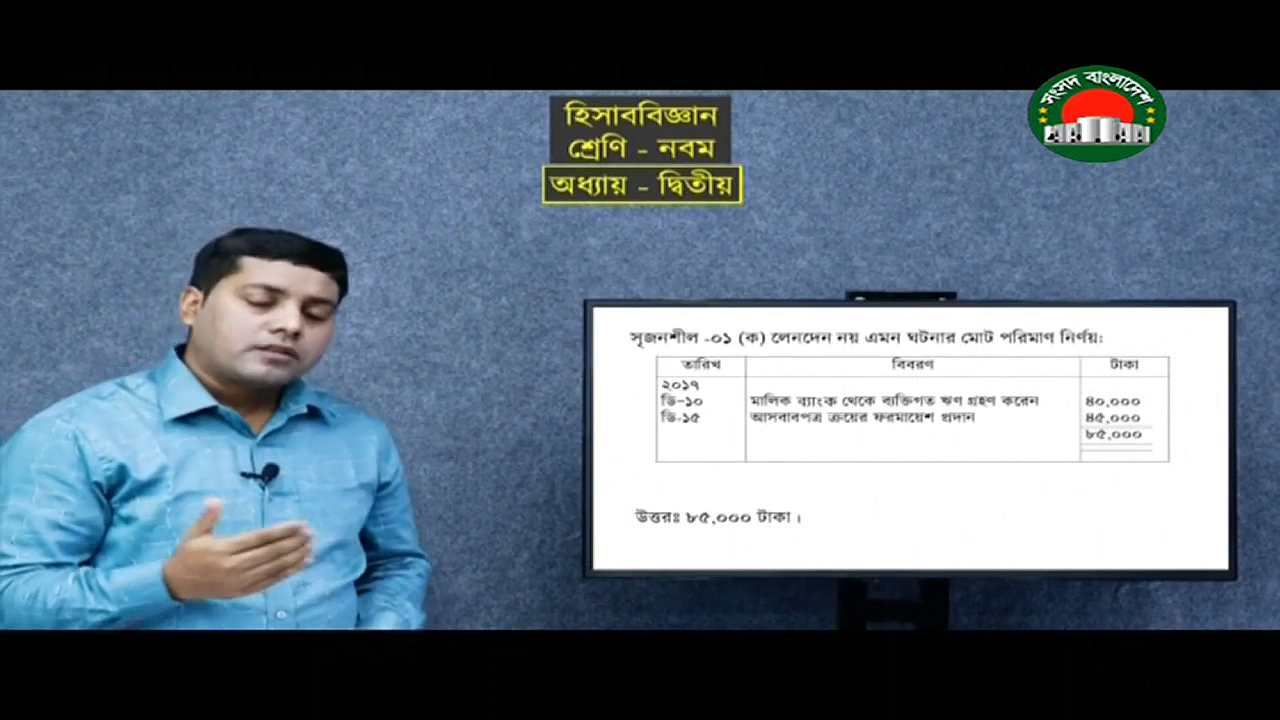 সংসদ বাংলাদেশ
হিসাববিজ্ঞান
শ্রেণি - নবম
অধ্যায় - দ্বিতীয়
সৃজনশীল -০১ (ক) লেনদেন নয় এমন ঘটনার মোট পরিমাণ নির্ণয়:
তারিখ বিবরণ টাকা
২০১৭
ডি-১০ মালিক ব্যাংক থেকে ব্যক্তিগত ঋণ গ্রহণ করেন ৪০,০০০
ডি-১৫ আসবাবপত্র ক্রয়ের ফরমায়েশ প্রদান ৪৫,০০০
৮৫,০০০
উত্তরঃ ৮৫,০০০ টাকা।